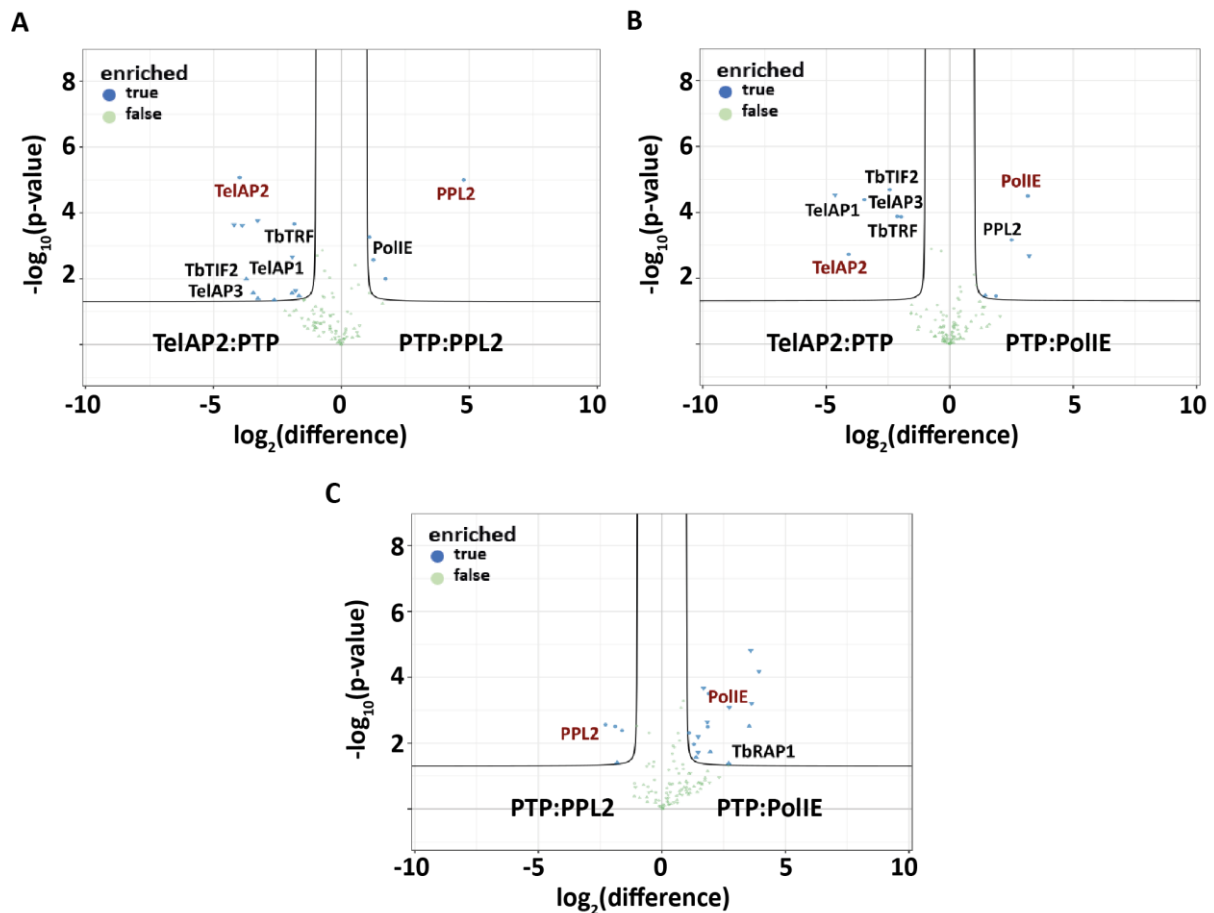 A
enriched
true
false
8
6
4
2
-log10(p-value)
TelAP2
PPL2
TbTRF
PolIE
TbTIF2
TelAP1
TelAP3
TelAP2:PTP
PTP:PPL2
-10
-5
0
5
10
log2(difference)
B
enriched
true
false
8
6
4
2
-log10(p-value)
TbTIF2
PolIE
TelAP1
TelAP3
TbTRF
PPL2
TelAP2
TelAP2:PTP
PTP:PolIE
-10
-5
0
5
10
log2(difference)
C
enriched
true
false
8
6
4
2
-log10(p-value)
PolIE
PPL2
TbRAP1
PTP:PPL2
PTP:PolIE
-10
-5
0
5
10
log2(difference)